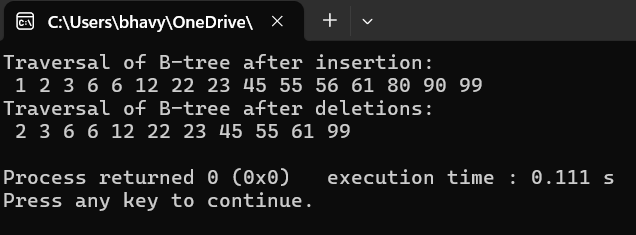 C:\Users\bhavy\OneDrive\
Traversal of B-tree after insertion:
1 2 3 6 6 12 22 23 45 55 56 61 80 90 99
Traversal of B-tree after deletions:
2 3 6 6 12 22 23 45 55 61 99
Process returned 0 (0x0)   execution time : 0.111 s
Press any key to continue.